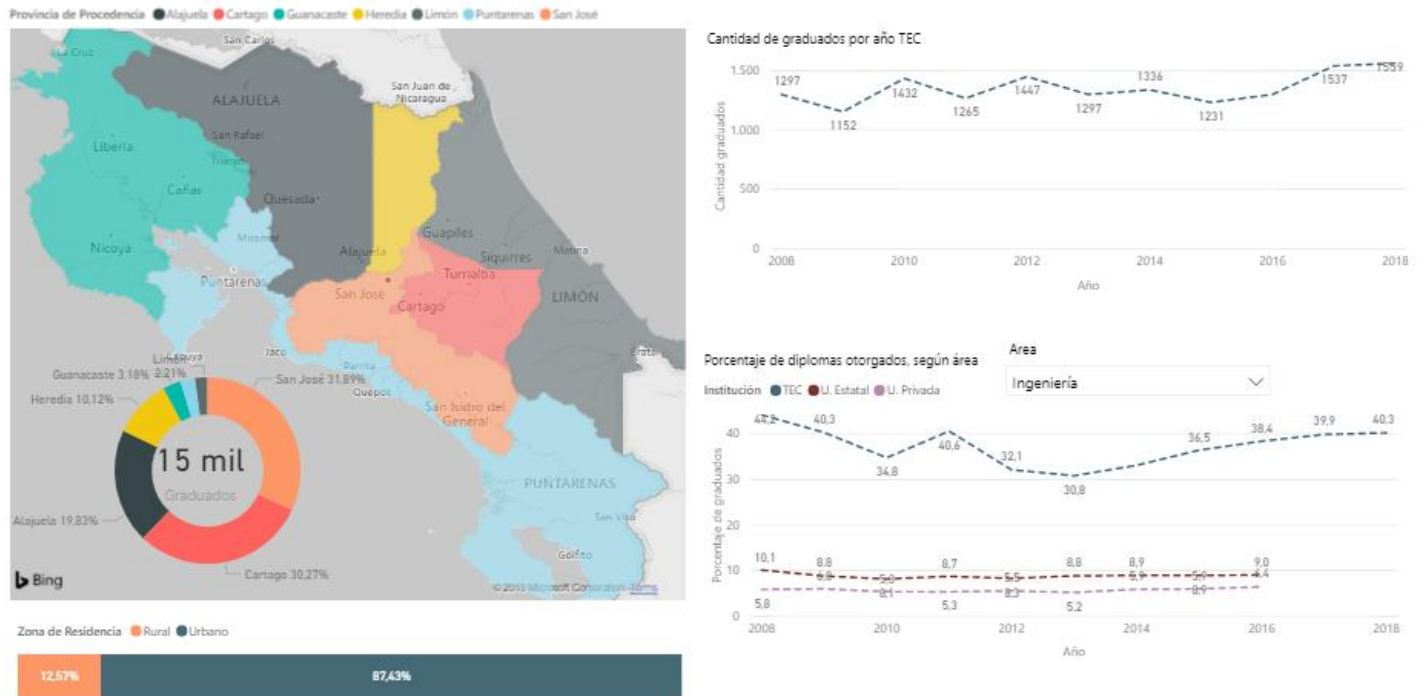 Provincia de Procedencia Alajuela Cartago Guanacaste Heredia Limón Puntarenas San José
La Cruz
San Carlos
San Juan de
Nicaragua
ALAJUELA
San Rafael
Liberia
Tilarán
Cañas
Quesada
Nicoya
Miramar
Alajuela
Guapiles
Siquirres
Matina
Turrialba
Puntarenas
San José
Cartago
LIMÓN
Jaco
Parrita
Quepos
San Isidro del
General
PUNTARENAS
San Vito
Golfito
Limón
2.21%
Guanacaste 3.18%
San José 31.89%
Heredia 10,12%
15 mil
Graduados
Alajuela 19.83%
Cartago 30,27%
Bing
Zona de Residencia Rural Urbano
12,57% 87,43%
Cantidad de graduados por año TEC
Cantidad graduados
1.500
1.000
500
0
1297
1152
1432
1265
1447
1297
1336
1231
1537
1559
2008 2010 2012 2014 2016 2018
Año
Porcentaje de diplomas otorgados, según área
Area
Ingeniería
Institución TEC U. Estatal U. Privada
Porcentaje de graduados
40
30
20
10
0
44,2 40,3 34,8 40,6 32,1 30,8 36,5 38,4 39,9 40,3
10,1 8,8 8,7 8,8 8,9 9,0
5,8 5,3 5,2
2008 2010 2012 2014 2016 2018
Año